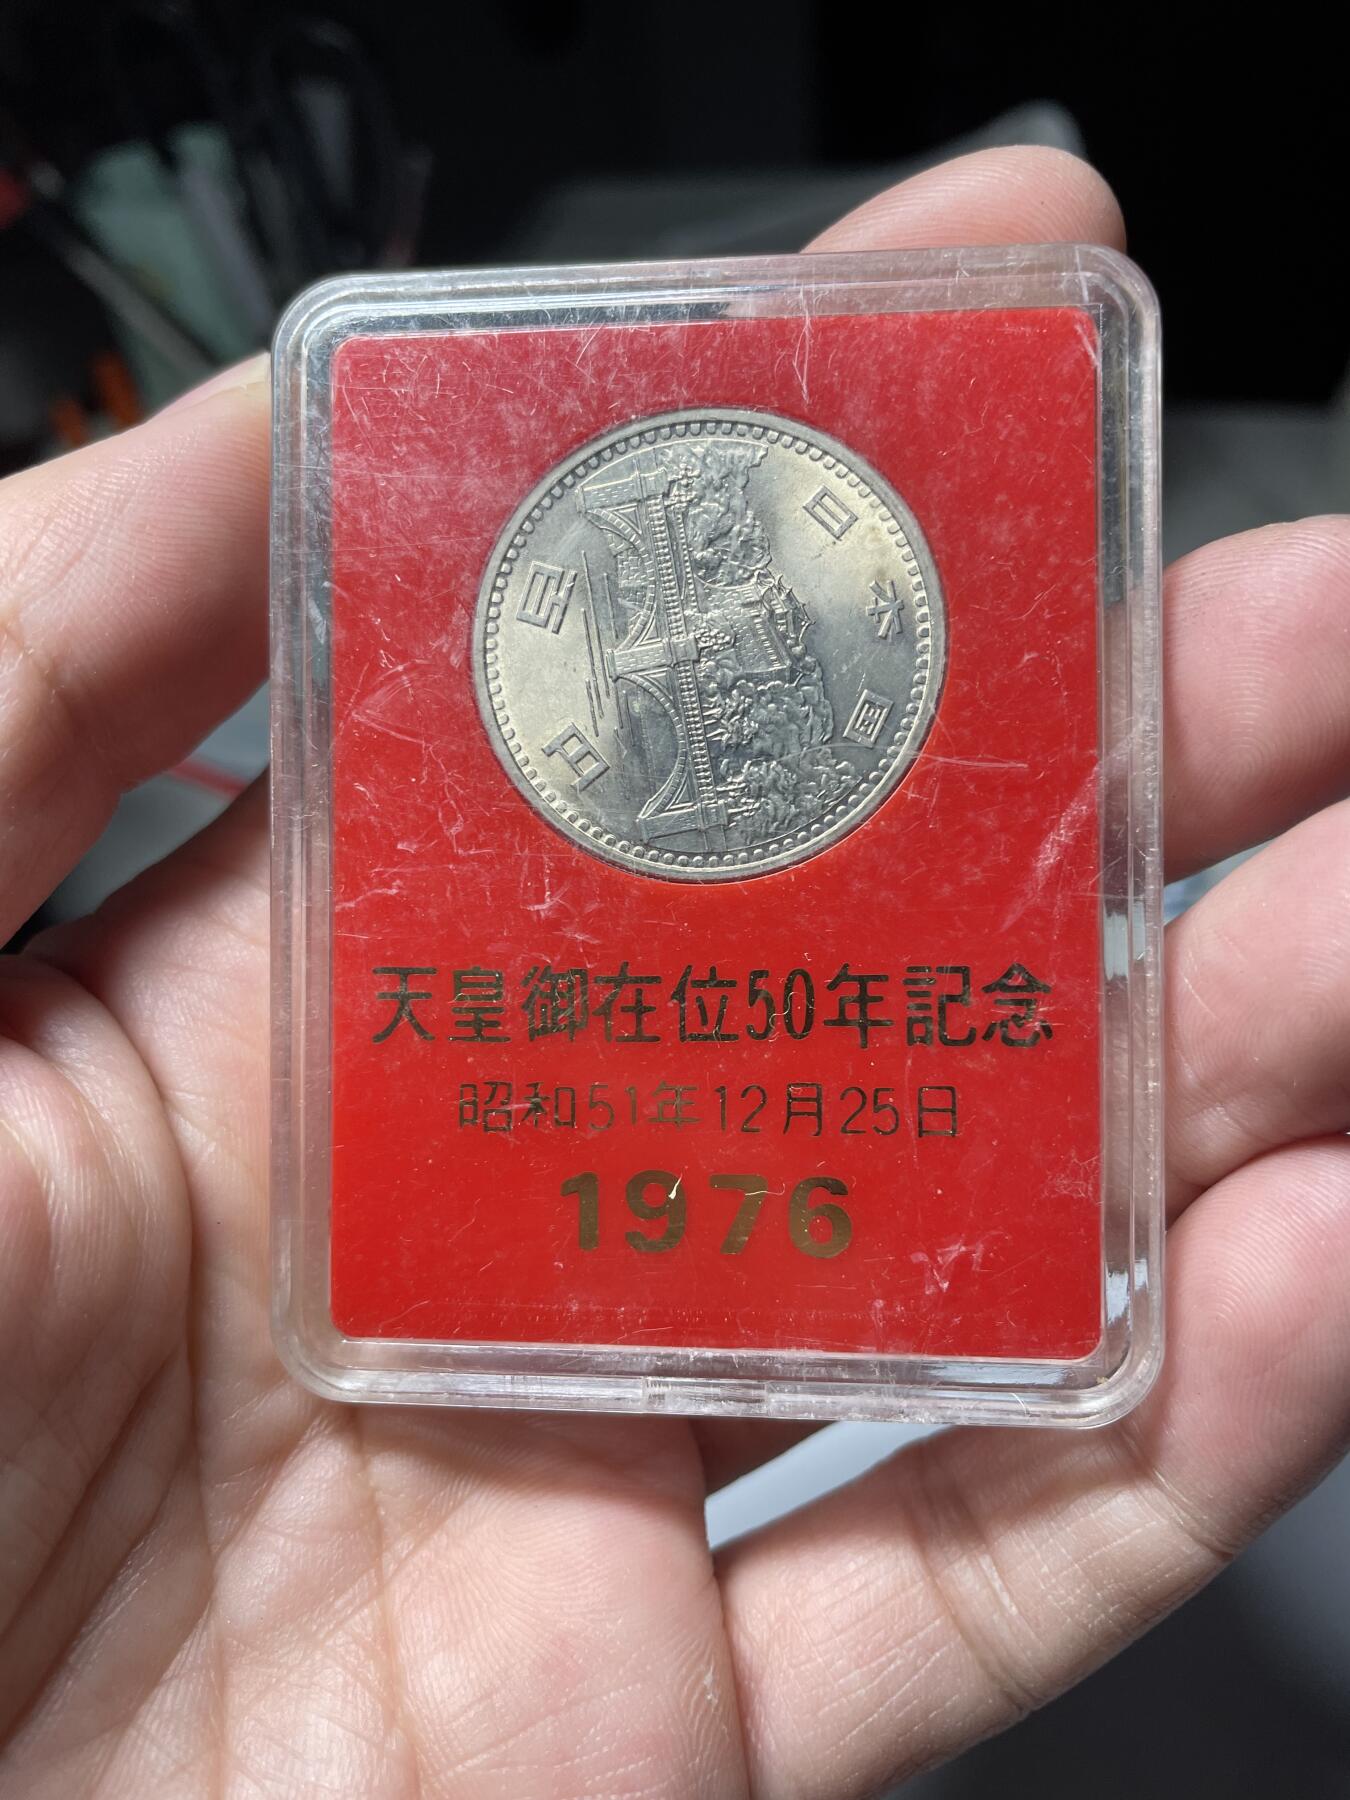 日本国
百円
天皇御在位50年記念
昭和51年12月25日
1976